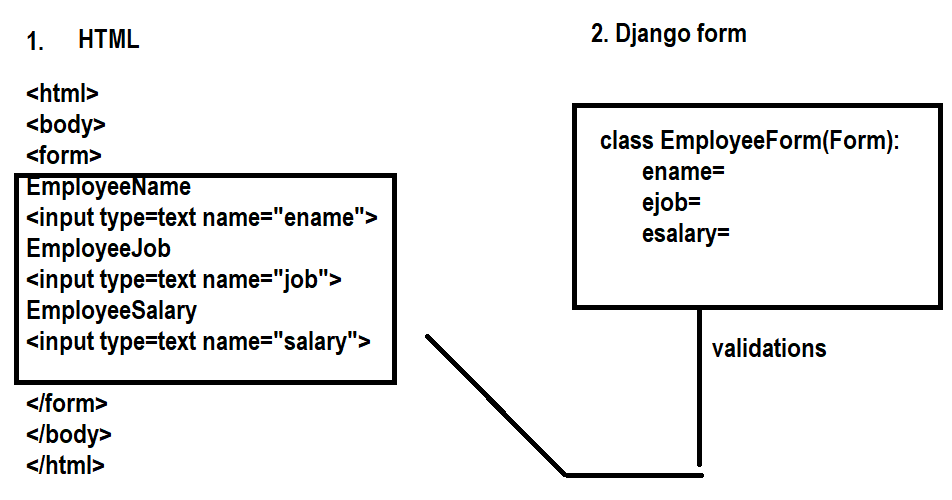 1. HTML
<html>
<body>
<form>
EmployeeName
<input type=text name="ename">
EmployeeJob
<input type=text name="job">
EmployeeSalary
<input type=text name="salary">
</form>
</body>
</html>
2. Django form
class EmployeeForm(Form):
ename=
ejob=
esalary=
validations